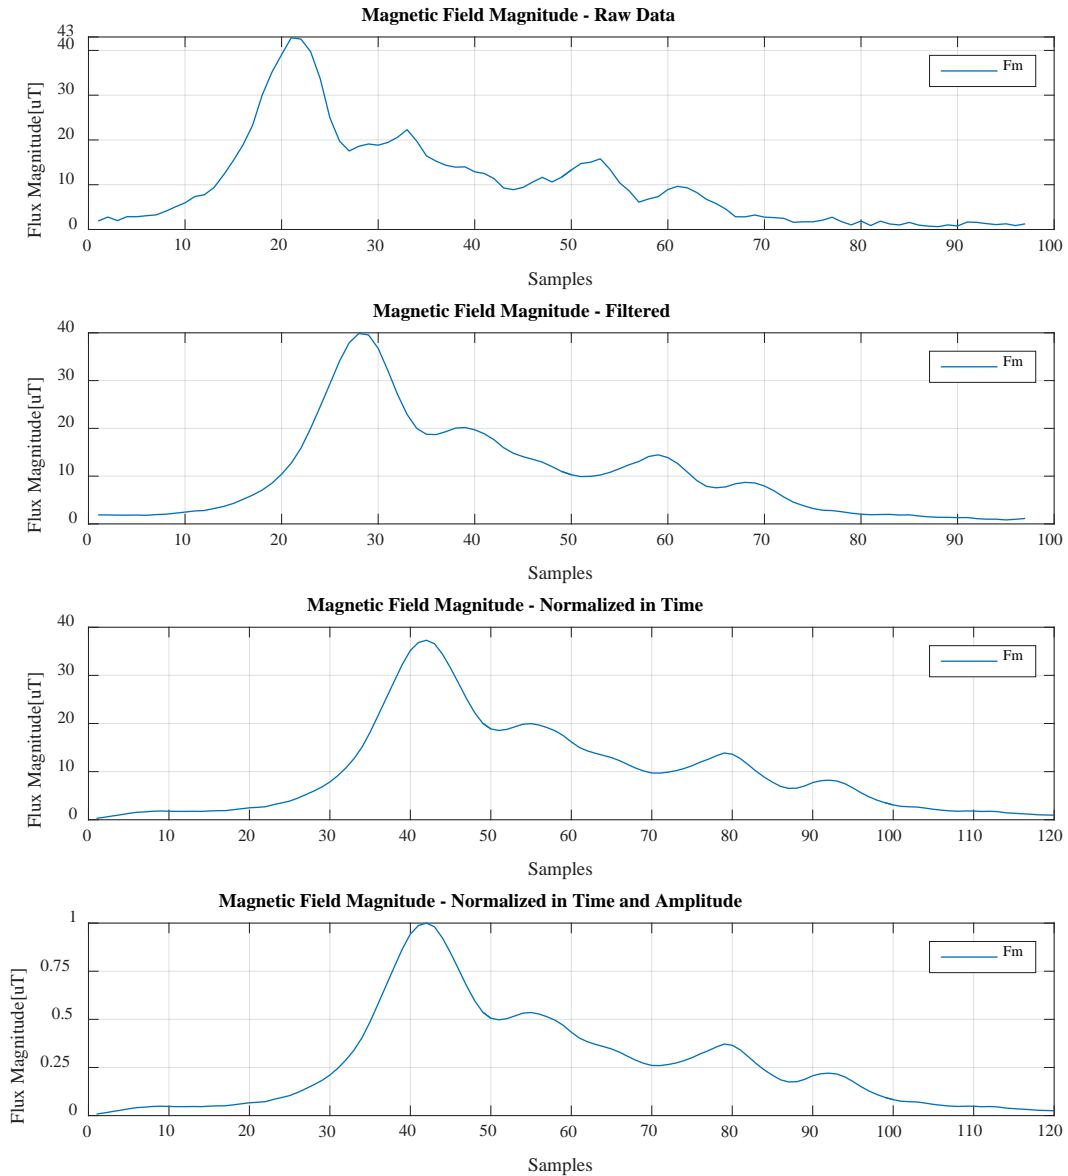 Magnetic Field Magnitude - Raw Data
43
40
30
20
10
0
Flux Magnitude[uT]
Fm
0 10 20 30 40 50 60 70 80 90 100
Samples
Magnetic Field Magnitude - Filtered
40
30
20
10
0
Flux Magnitude[uT]
Fm
0 10 20 30 40 50 60 70 80 90 100
Samples
Magnetic Field Magnitude - Normalized in Time
40
30
20
10
0
Flux Magnitude[uT]
Fm
0 10 20 30 40 50 60 70 80 90 100 110 120
Samples
Magnetic Field Magnitude - Normalized in Time and Amplitude
1
0.75
0.5
0.25
0
Flux Magnitude[uT]
Fm
0 10 20 30 40 50 60 70 80 90 100 110 120
Samples